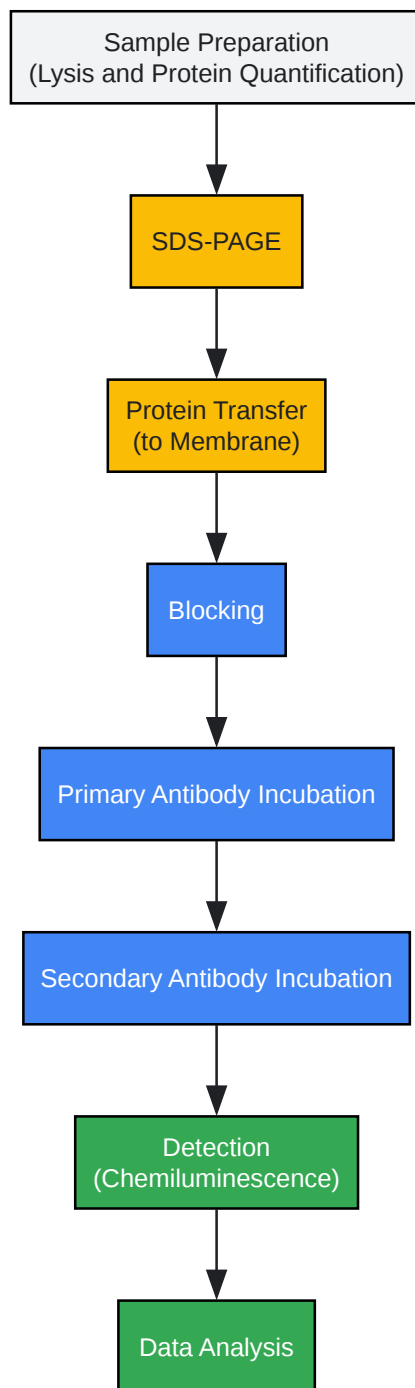 Sample Preparation
(Lysis and Protein Quantification)
SDS-PAGE
Protein Transfer
(to Membrane)
Blocking
Primary Antibody Incubation
Secondary Antibody Incubation
Detection
(Chemiluminescence)
Data Analysis